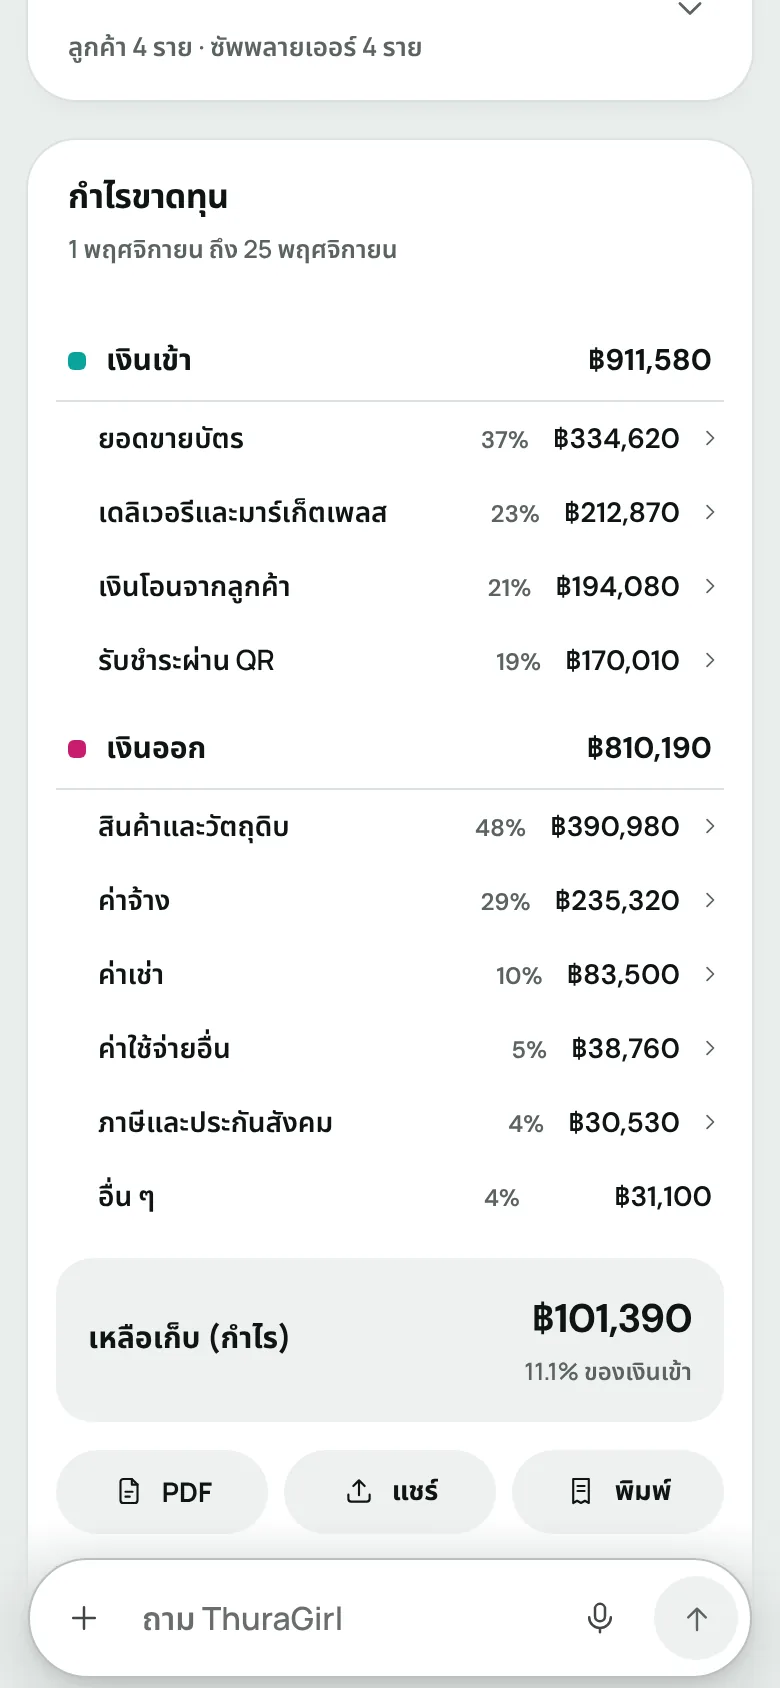 ลูกค้า 4 ราย · ซัพพลายเออร์ 4 ราย
กำไรขาดทุน
1 พฤศจิกายน ถึง 25 พฤศจิกายน
เงินเข้า ฿911,580
ยอดขายบัตร 37% ฿334,620
เดลิเวอรีและมาร์เก็ตเพลส 23% ฿212,870
เงินโอนจากลูกค้า 21% ฿194,080
รับชำระผ่าน QR 19% ฿170,010
เงินออก ฿810,190
สินค้าและวัตถุดิบ 48% ฿390,980
ค่าจ้าง 29% ฿235,320
ค่าเช่า 10% ฿83,500
ค่าใช้จ่ายอื่น 5% ฿38,760
ภาษีและประกันสังคม 4% ฿30,530
อื่น ๆ 4% ฿31,100
เหลือเก็บ (กำไร) ฿101,390
11.1% ของเงินเข้า
PDF แชร์ พิมพ์
ถาม ThuraGirl